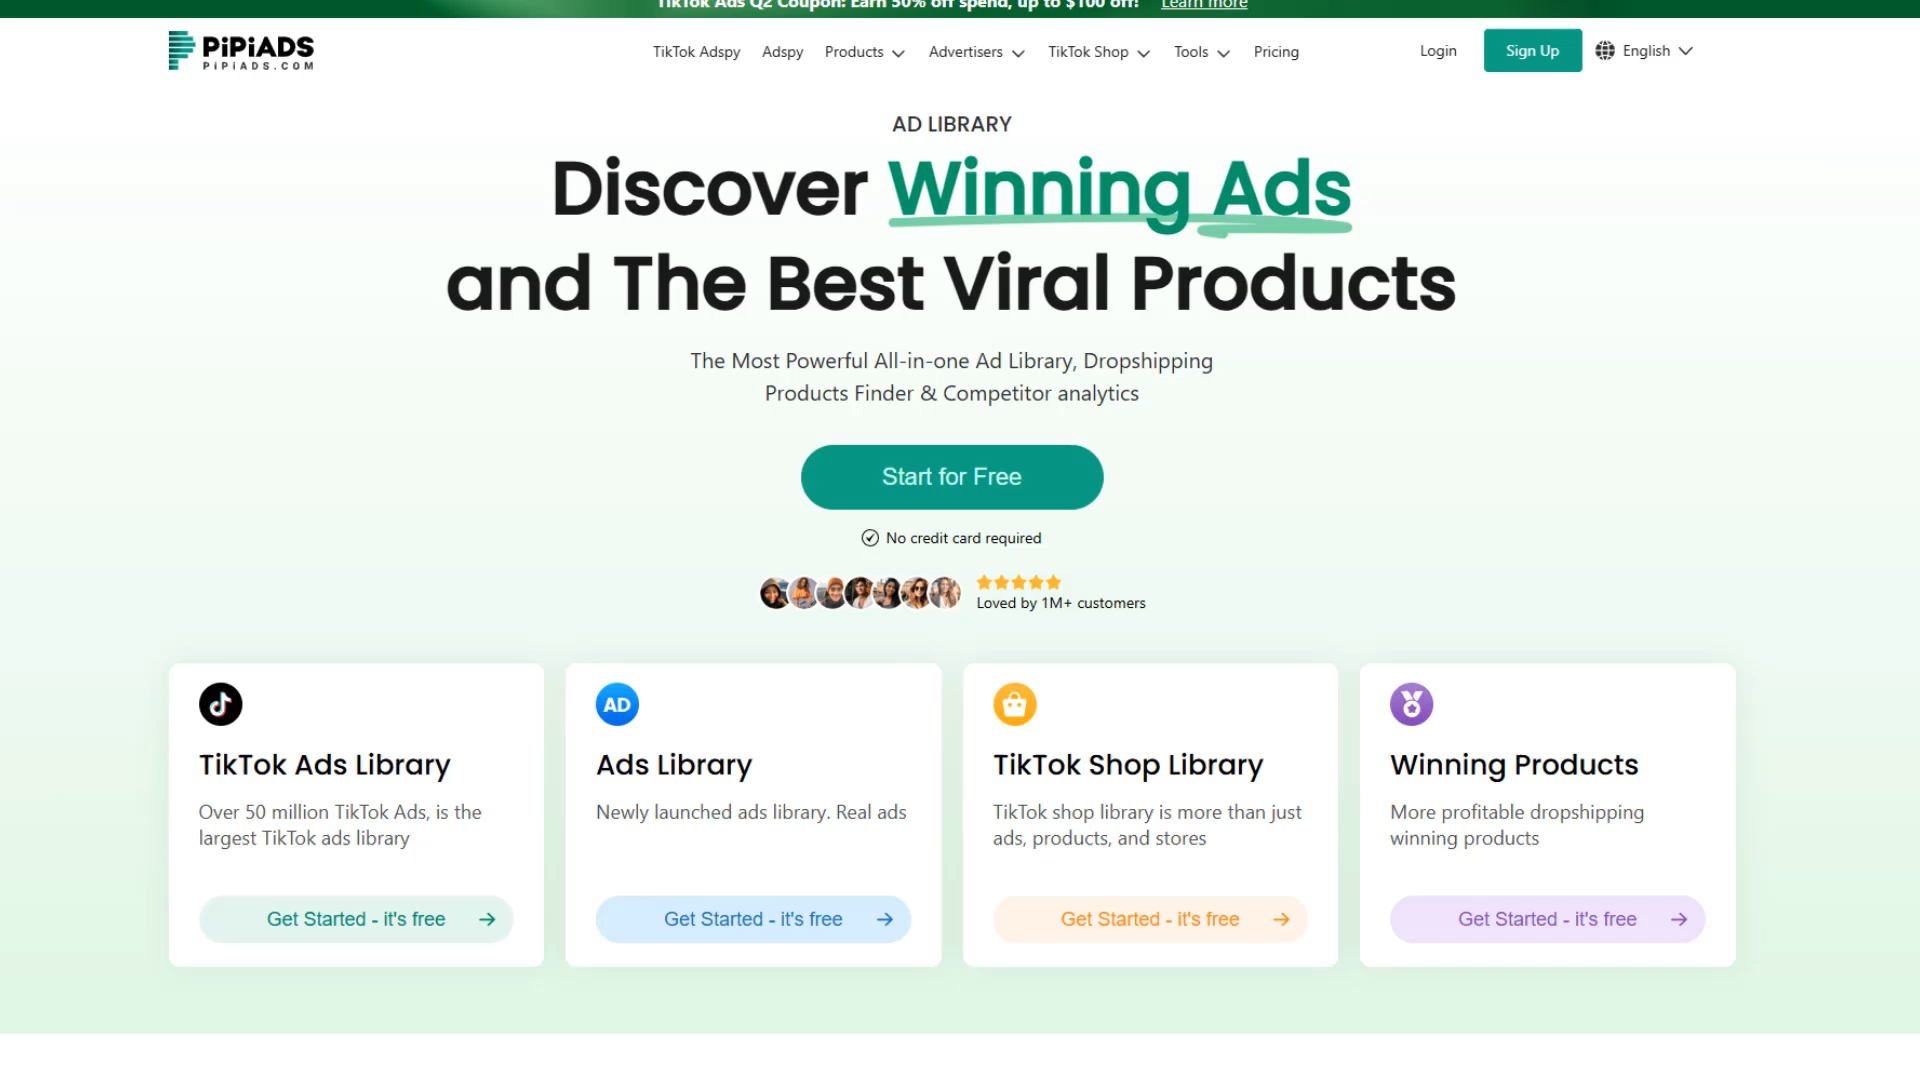 TikTok Ads Q2 Coupon: Earn 50% off spend, up to $100 off! Learn more
PiPiADS
PIPIADS.COM
TikTok Adspy Adspy Products Advertisers TikTok Shop Tools Pricing Login Sign Up English
AD LIBRARY
Discover Winning Ads
and The Best Viral Products
The Most Powerful All-in-one Ad Library, Dropshipping
Products Finder & Competitor analytics
Start for Free
No credit card required
Loved by 1M+ customers
TikTok Ads Library
Over 50 million TikTok Ads, is the
largest TikTok ads library
Get Started - it's free
AD
Ads Library
Newly launched ads library. Real ads
Get Started - it's free
TikTok Shop Library
TikTok shop library is more than just
ads, products, and stores
Get Started - it's free
Winning Products
More profitable dropshipping
winning products
Get Started - it's free